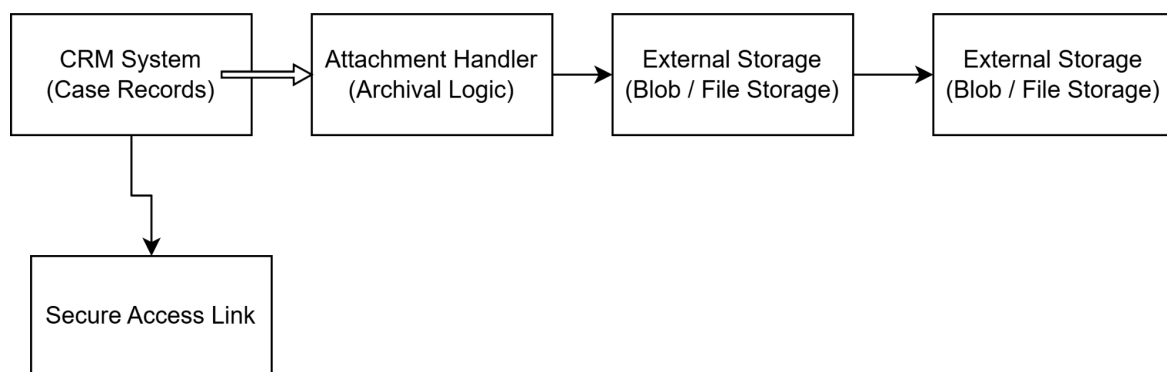 CRM System
(Case Records)
Attachment Handler
(Archival Logic)
External Storage
(Blob / File Storage)
External Storage
(Blob / File Storage)
Secure Access Link